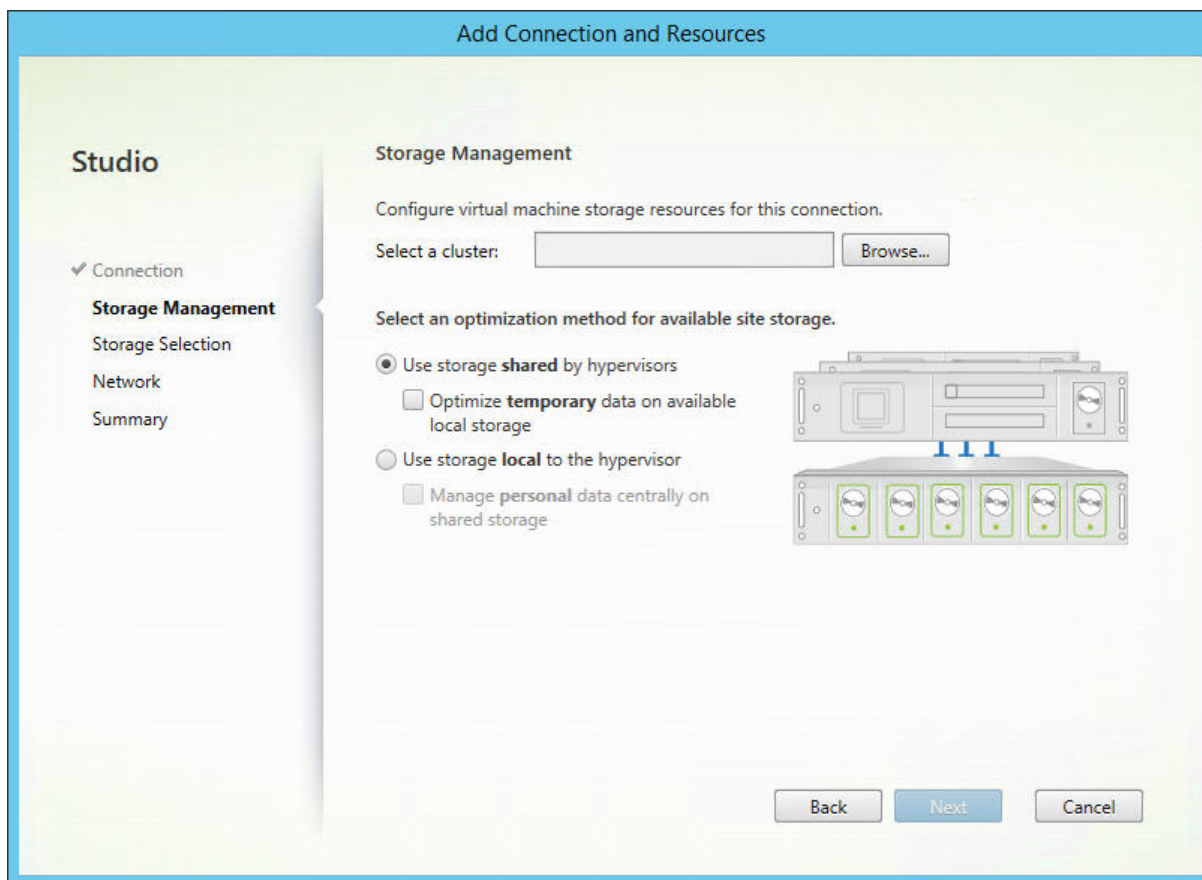 Add Connection and Resources
Studio
Connection
Storage Management
Storage Selection
Network
Summary
Storage Management
Configure virtual machine storage resources for this connection.
Select a cluster:
Browse...
Select an optimization method for available site storage.
Use storage shared by hypervisors
Optimize temporary data on available
local storage
Use storage local to the hypervisor
Manage personal data centrally on
shared storage
Back
Next
Cancel